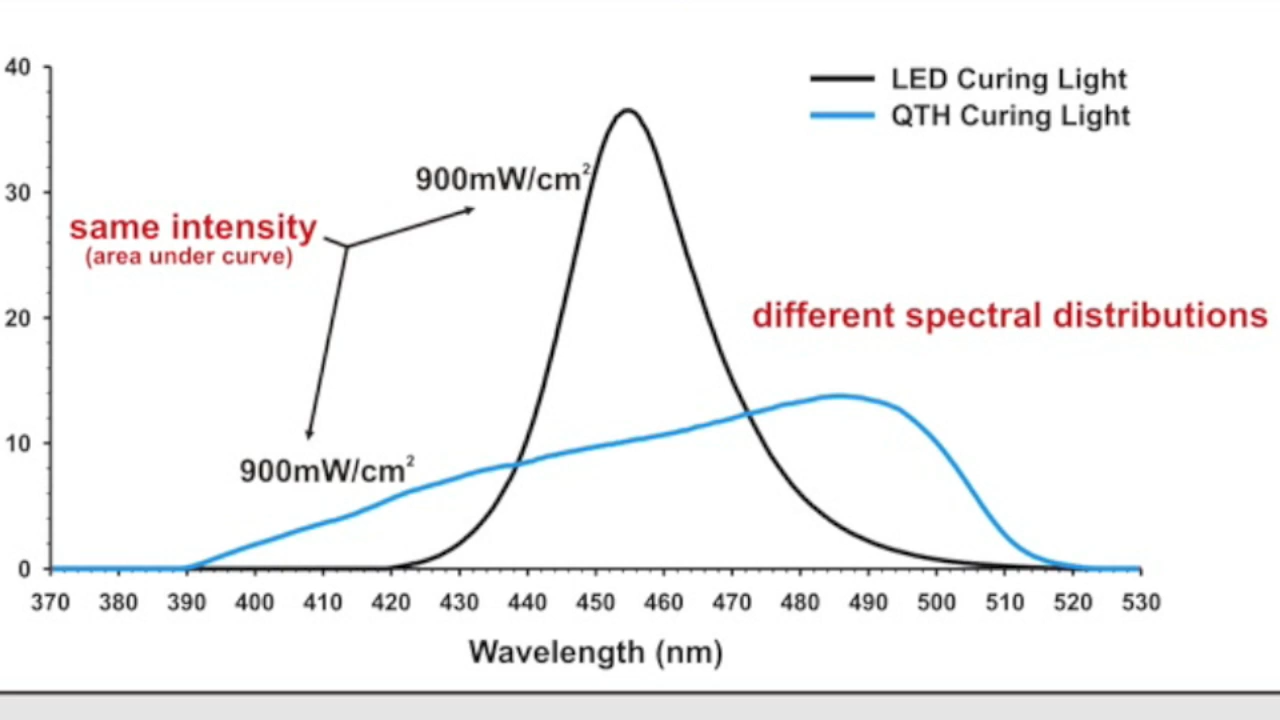 40
LED Curing Light
QTH Curing Light
900mW/cm²
30
same intensity
(area under curve)
20
different spectral distributions
10
900mW/cm²
0
370 380 390 400 410 420 430 440 450 460 470 480 490 500 510 520 530
Wavelength (nm)